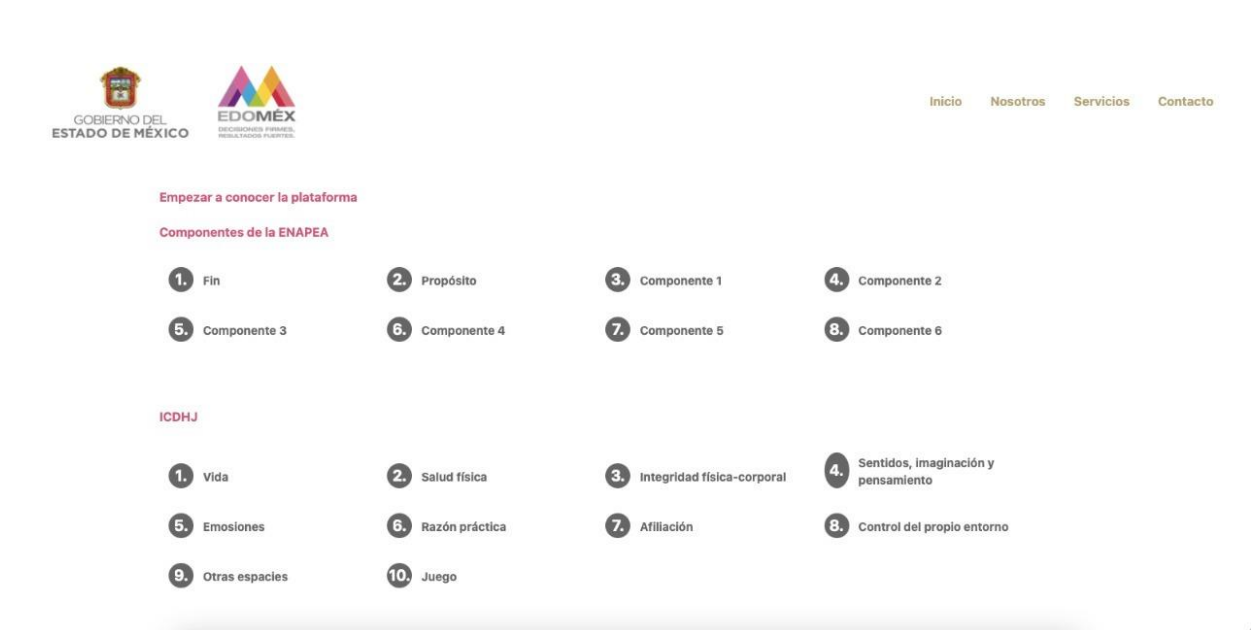 GOBIERNO DEL
ESTADO DE MÉXICO
EDOMÉX
DECISIONES FIRMES,
RESULTADOS FUERTES.
Inicio Nosotros Servicios Contacto
Empezar a conocer la plataforma
Componentes de la ENAPEA
1. Fin 2. Propósito 3. Componente 1 4. Componente 2
5. Componente 3 6. Componente 4 7. Componente 5 8. Componente 6
ICDHJ
1. Vida 2. Salud física 3. Integridad física-corporal 4. Sentidos, imaginación y
pensamiento
5. Emosiones 6. Razón práctica 7. Afiliación 8. Control del propio entorno
9. Otras espacies 10. Juego